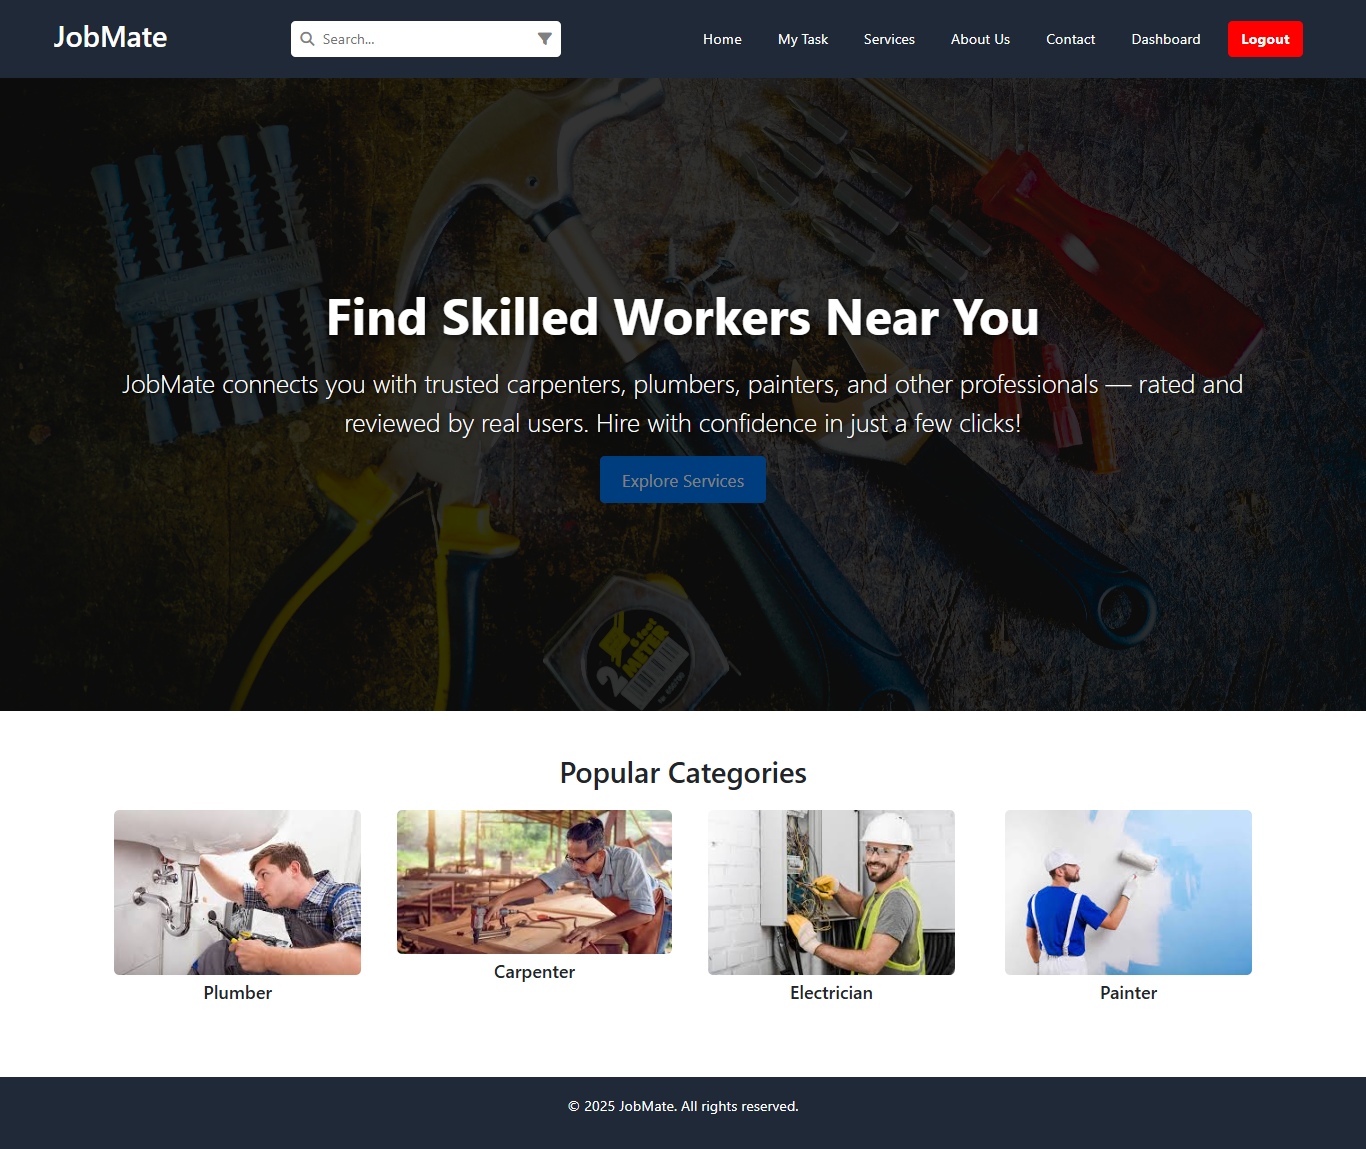 JobMate
Search...
Home
My Task
Services
About Us
Contact
Dashboard
Logout
Find Skilled Workers Near You
JobMate connects you with trusted carpenters, plumbers, painters, and other professionals — rated and
reviewed by real users. Hire with confidence in just a few clicks!
Explore Services
2 METER
Popular Categories
Plumber
Carpenter
Electrician
Painter
© 2025 JobMate. All rights reserved.